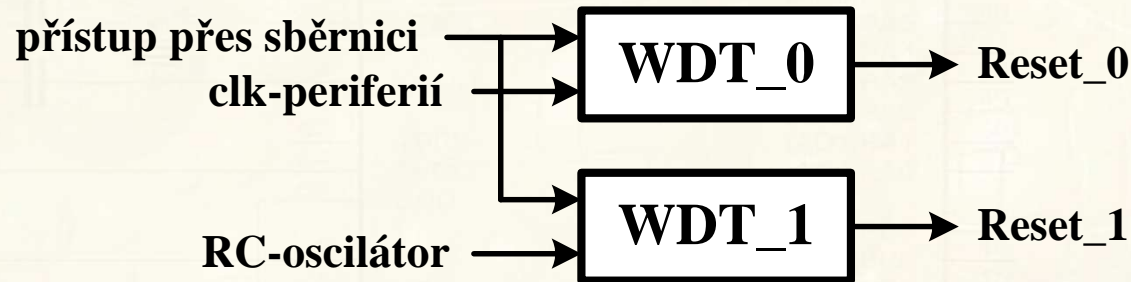 přístup přes sběrnici
clk-periferií
WDT_0
Reset_0
RC-oscilátor
WDT_1
Reset_1